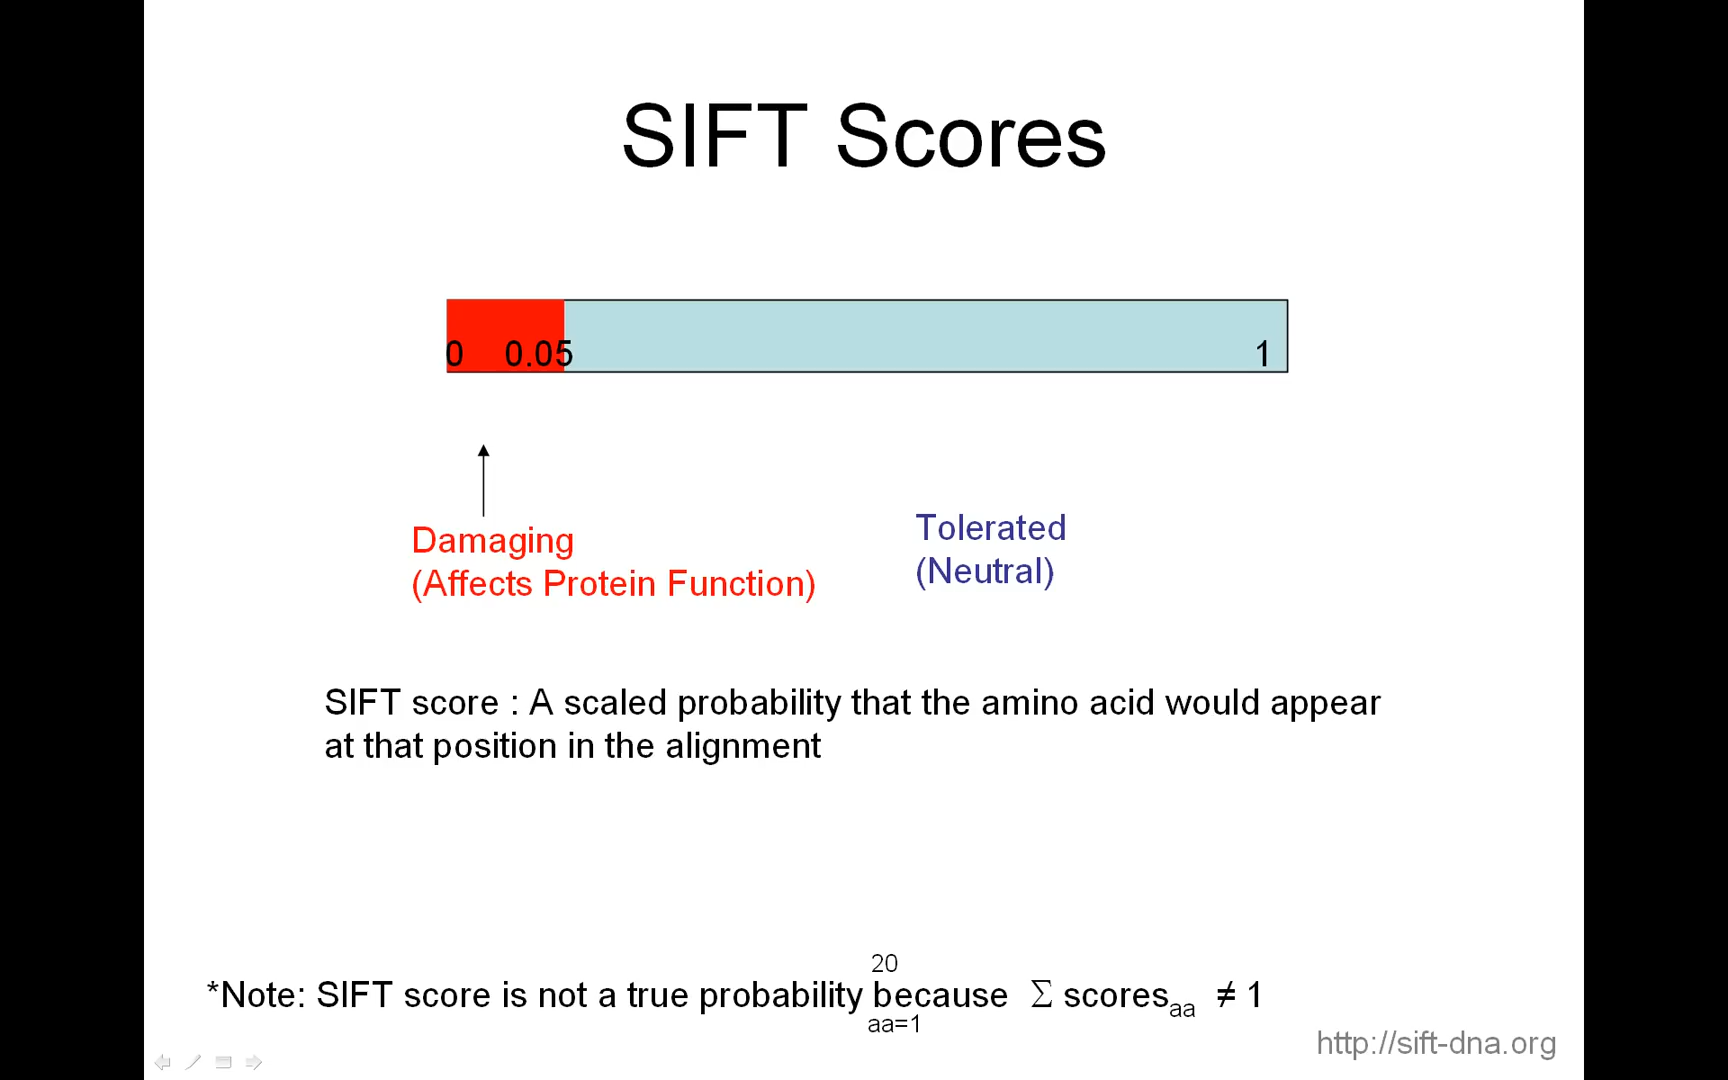 SIFT Scores
0 0.05 1
Damaging
(Affects Protein Function)
Tolerated
(Neutral)
SIFT score : A scaled probability that the amino acid would appear
at that position in the alignment
20
*Note: SIFT score is not a true probability because Σ scoresaa ≠ 1
aa=1
http://sift-dna.org